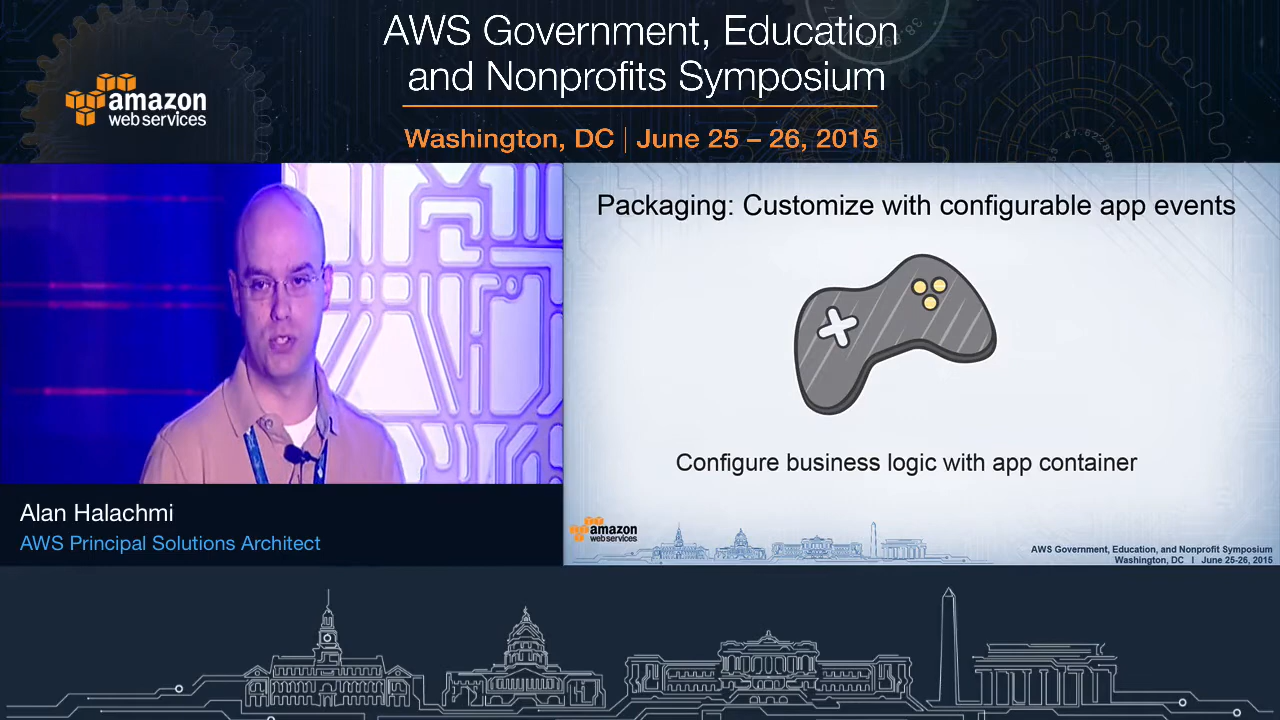 AWS Government, Education
and Nonprofits Symposium
amazon
web services
Washington, DC | June 25 – 26, 2015
Packaging: Customize with configurable app events
Configure business logic with app container
Alan Halachmi
AWS Principal Solutions Architect
amazon
web services
AWS Government, Education, and Nonprofit Symposium
Washington, DC | June 25-26, 2015